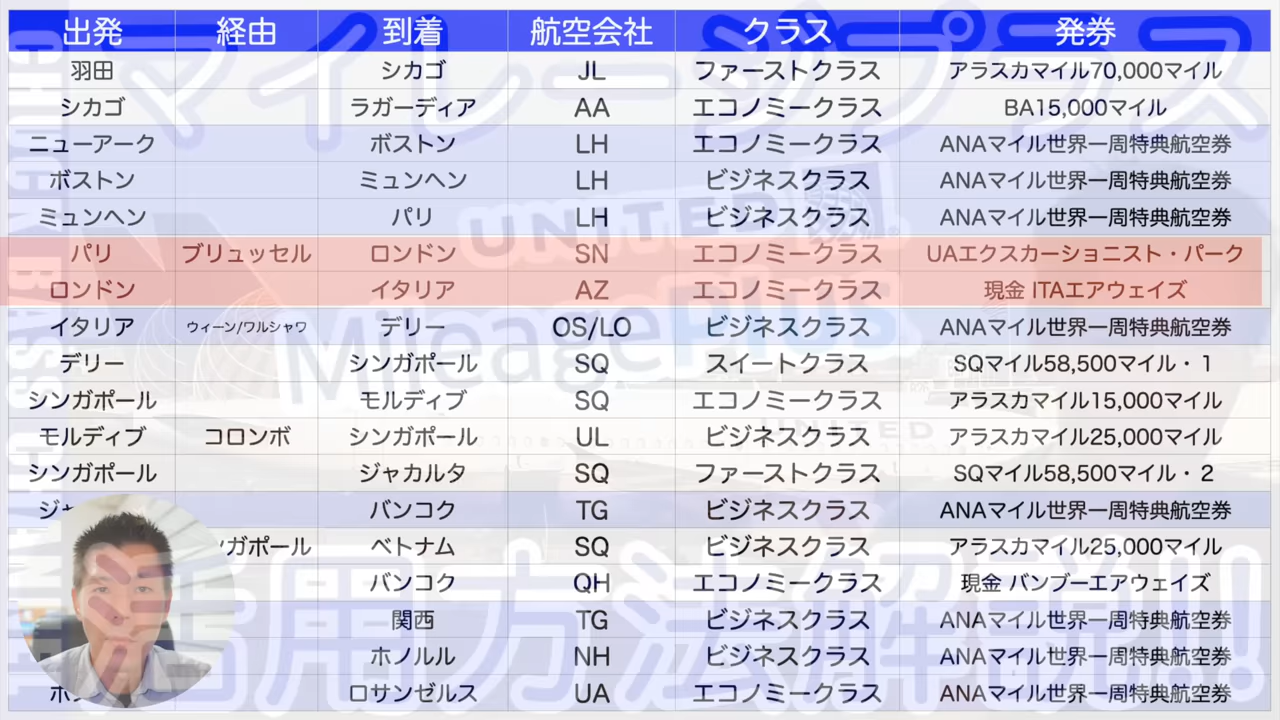 出発 経由 到着 航空会社 クラス 発券
羽田 シカゴ JL ファーストクラス アラスカマイル70,000マイル
シカゴ ラガーディア AA エコノミークラス BA15,000マイル
ニューアーク ボストン LH エコノミークラス ANAマイル世界一周特典航空券
ボストン ミュンヘン LH ビジネスクラス ANAマイル世界一周特典航空券
ミュンヘン パリ LH ビジネスクラス ANAマイル世界一周特典航空券
パリ ブリュッセル ロンドン SN エコノミークラス UAエクスカーショニスト・パーク
ロンドン イタリア AZ エコノミークラス 現金 ITAエアウェイズ
イタリア ウィーン/ワルシャワ デリー OS/LO ビジネスクラス ANAマイル世界一周特典航空券
デリー シンガポール SQ スイートクラス SQマイル58,500マイル・1
シンガポール モルディブ SQ エコノミークラス アラスカマイル15,000マイル
モルディブ コロンボ シンガポール UL ビジネスクラス アラスカマイル25,000マイル
シンガポール ジャカルタ SQ ファーストクラス SQマイル58,500マイル・2
ジャ バンコク TG ビジネスクラス ANAマイル世界一周特典航空券
ガポール ベトナム SQ ビジネスクラス アラスカマイル25,000マイル
バンコク QH エコノミークラス 現金 バンブーエアウェイズ
関西 TG ビジネスクラス ANAマイル世界一周特典航空券
ホノルル NH ビジネスクラス ANAマイル世界一周特典航空券
ホ ロサンゼルス UA エコノミークラス ANAマイル世界一周特典航空券
マイレージプラス
UNITED
MileagePlus
UNITED
活用方法解説!!